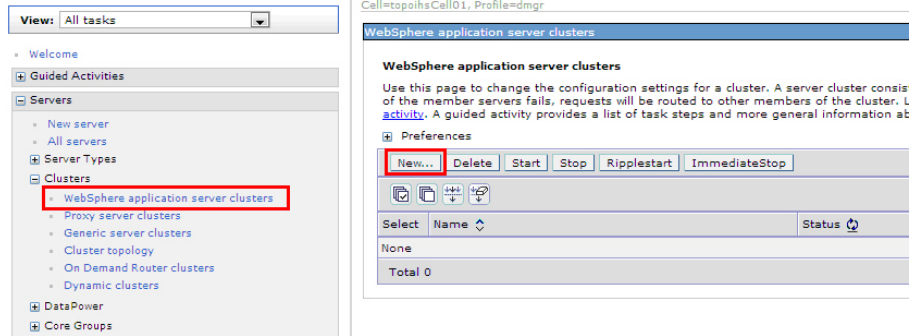 Cell=topoihsCell01, Profile=dmgr
View: All tasks
Welcome
Guided Activities
Servers
New server
All servers
Server Types
Clusters
WebSphere application server clusters
Proxy server clusters
Generic server clusters
Cluster topology
On Demand Router clusters
Dynamic clusters
DataPower
Core Groups
WebSphere application server clusters
WebSphere application server clusters
Use this page to change the configuration settings for a cluster. A server cluster consis
of the member servers fails, requests will be routed to other members of the cluster. L
activity. A guided activity provides a list of task steps and more general information ab
Preferences
New... Delete Start Stop Ripplestart ImmediateStop
Select Name Status
None
Total 0